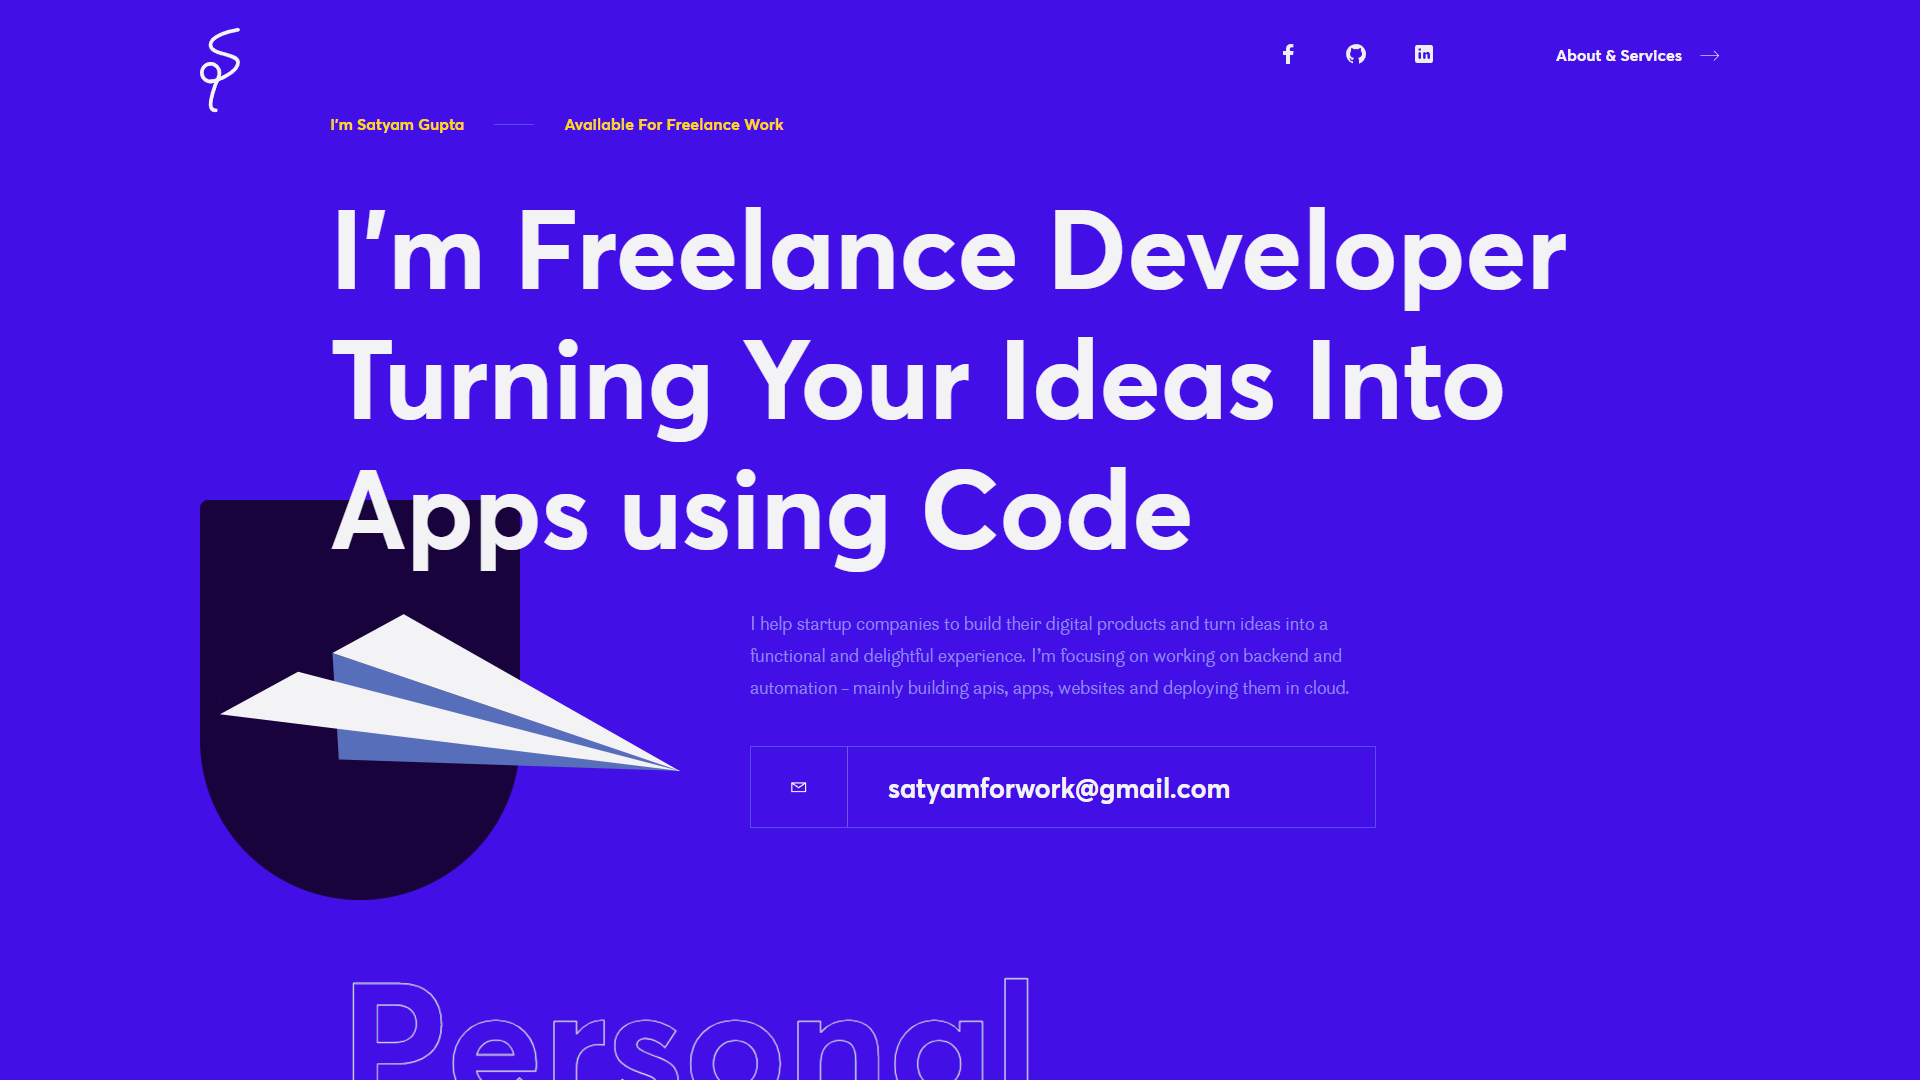 About & Services
I'm Satyam Gupta
Available For Freelance Work
I'm Freelance Developer
Turning Your Ideas Into
Apps using Code
I help startup companies to build their digital products and turn ideas into a
functional and delightful experience. I'm focusing on working on backend and
automation – mainly building apis, apps, websites and deploying them in cloud.
satyamforwork@gmail.com
Personal